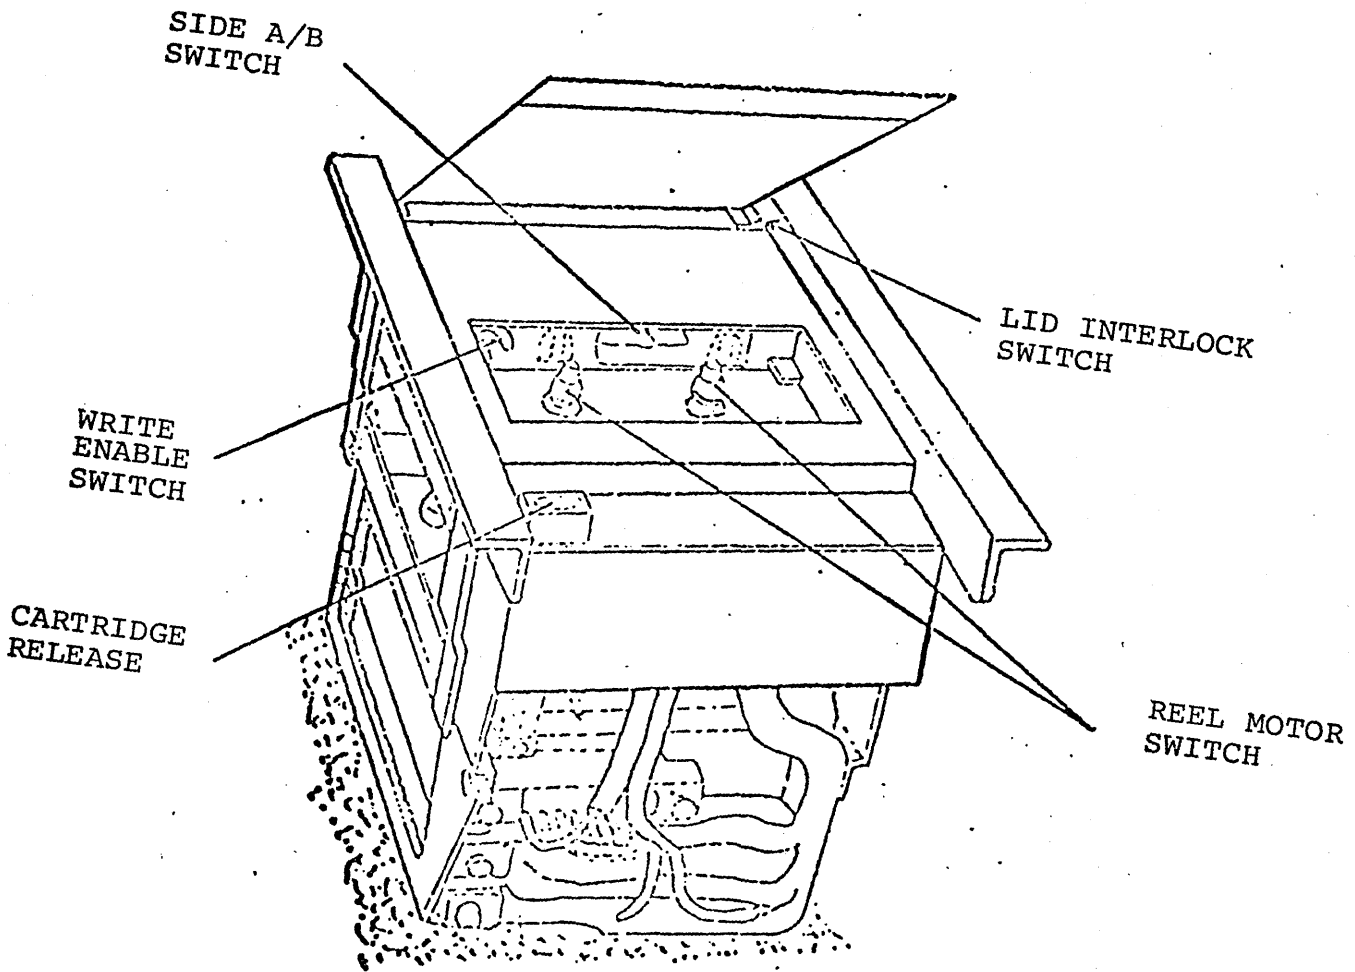 SIDE A/B
SWITCH
LID INTERLOCK
SWITCH
WRITE
ENABLE
SWITCH
CARTRIDGE
RELEASE
REEL MOTOR
SWITCH